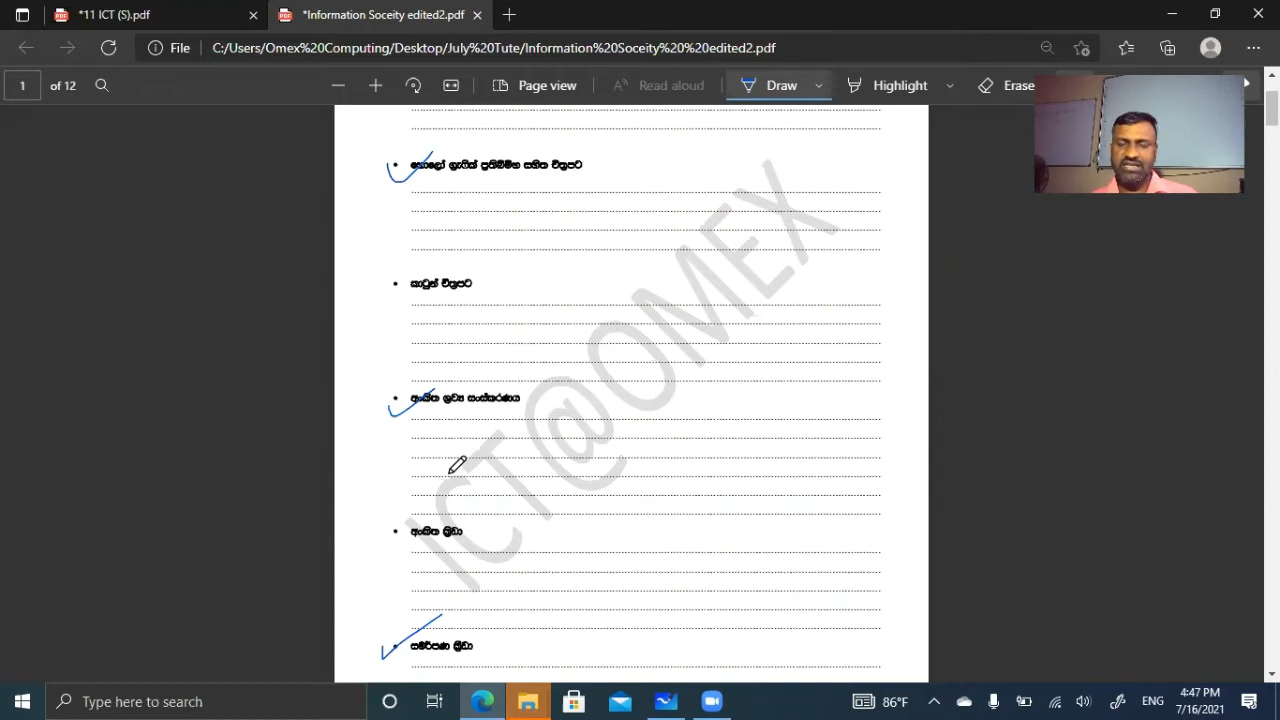 *11 ICT (S).pdf
*Information Soceity edited2.pdf
File
C:/Users/Omex%20Computing/Desktop/July%20Tute/Information%20Soceity%20%20edited2.pdf
1 of 12
Page view
Read aloud
Draw
Highlight
Erase
හොලෝ ග්‍රැෆික් ප්‍රතිබිම්භ සහිත චිත්‍රපට
කාටුන් චිත්‍රපට
අංකිත ශ්‍රව්‍ය සංස්කරණය
අංකිත ක්‍රීඩා
සමර්පණ ක්‍රීඩා
ICT@OMEX
Type here to search
86°F
ENG
4:47 PM
7/16/2021